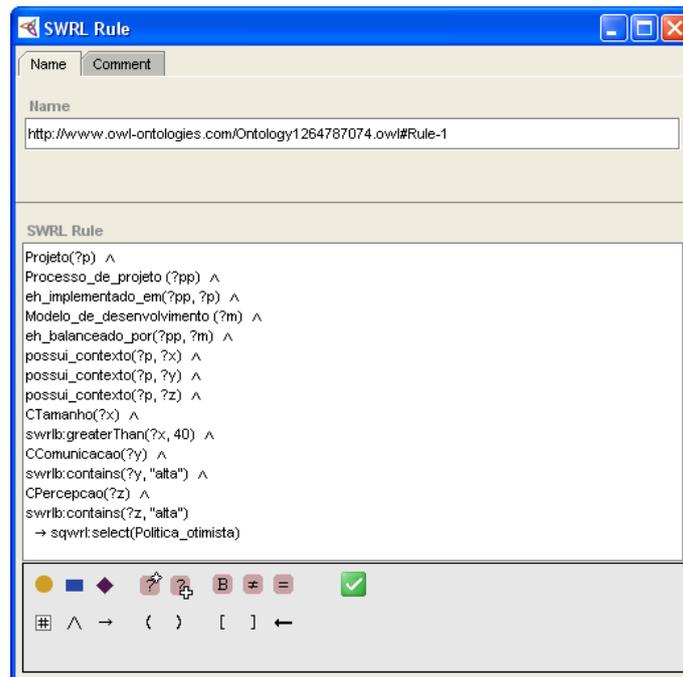 SWRL Rule
Name
Comment
Name
http://www.owl-ontologies.com/Ontology1264787074.owl#Rule-1
SWRL Rule
Projeto(?p) ∧
Processo_de_projeto (?pp) ∧
eh_implementado_em(?pp, ?p) ∧
Modelo_de_desenvolvimento (?m) ∧
eh_balanceado_por(?pp, ?m) ∧
possui_contexto(?p, ?x) ∧
possui_contexto(?p, ?y) ∧
possui_contexto(?p, ?z) ∧
CTamanho(?x) ∧
swrlb:greaterThan(?x, 40) ∧
CComunicacao(?y) ∧
swrlb:contains(?y, "alta") ∧
CPercepcao(?z) ∧
swrlb:contains(?z, "alta")
→ sqwrl:select(Politica_otimista)
? ? B ≠ =
# ∧ → ( ) [ ] ←